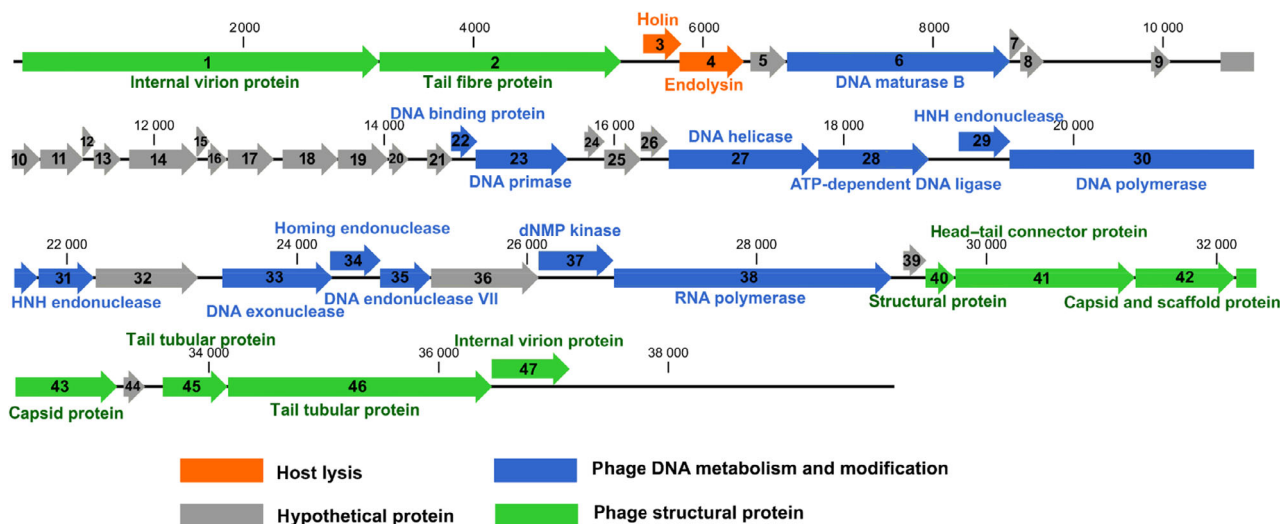 Holin
2000 4000 6000 8000 10 000
3 7
1 2 4 5 6 8 9
Internal virion protein Tail fibre protein Endolysin DNA maturase B
DNA binding protein HNH endonuclease
12 000 14 000 16 000 DNA helicase 18 000 20 000
12 15 22 24 26 29
10 11 13 14 16 17 18 19 20 21 23 25 27 28 30
DNA primase ATP-dependent DNA ligase DNA polymerase
Homing endonuclease dNMP kinase Head–tail connector protein
22 000 24 000 26 000 28 000 30 000 32 000
34 37 39
31 32 33 35 36 38 40 41 42
HNH endonuclease DNA exonuclease DNA endonuclease VII RNA polymerase Structural protein Capsid and scaffold protein
Tail tubular protein Internal virion protein
34 000 36 000 38 000
47
43 44 45 46
Capsid protein Tail tubular protein
Host lysis Phage DNA metabolism and modification
Hypothetical protein Phage structural protein